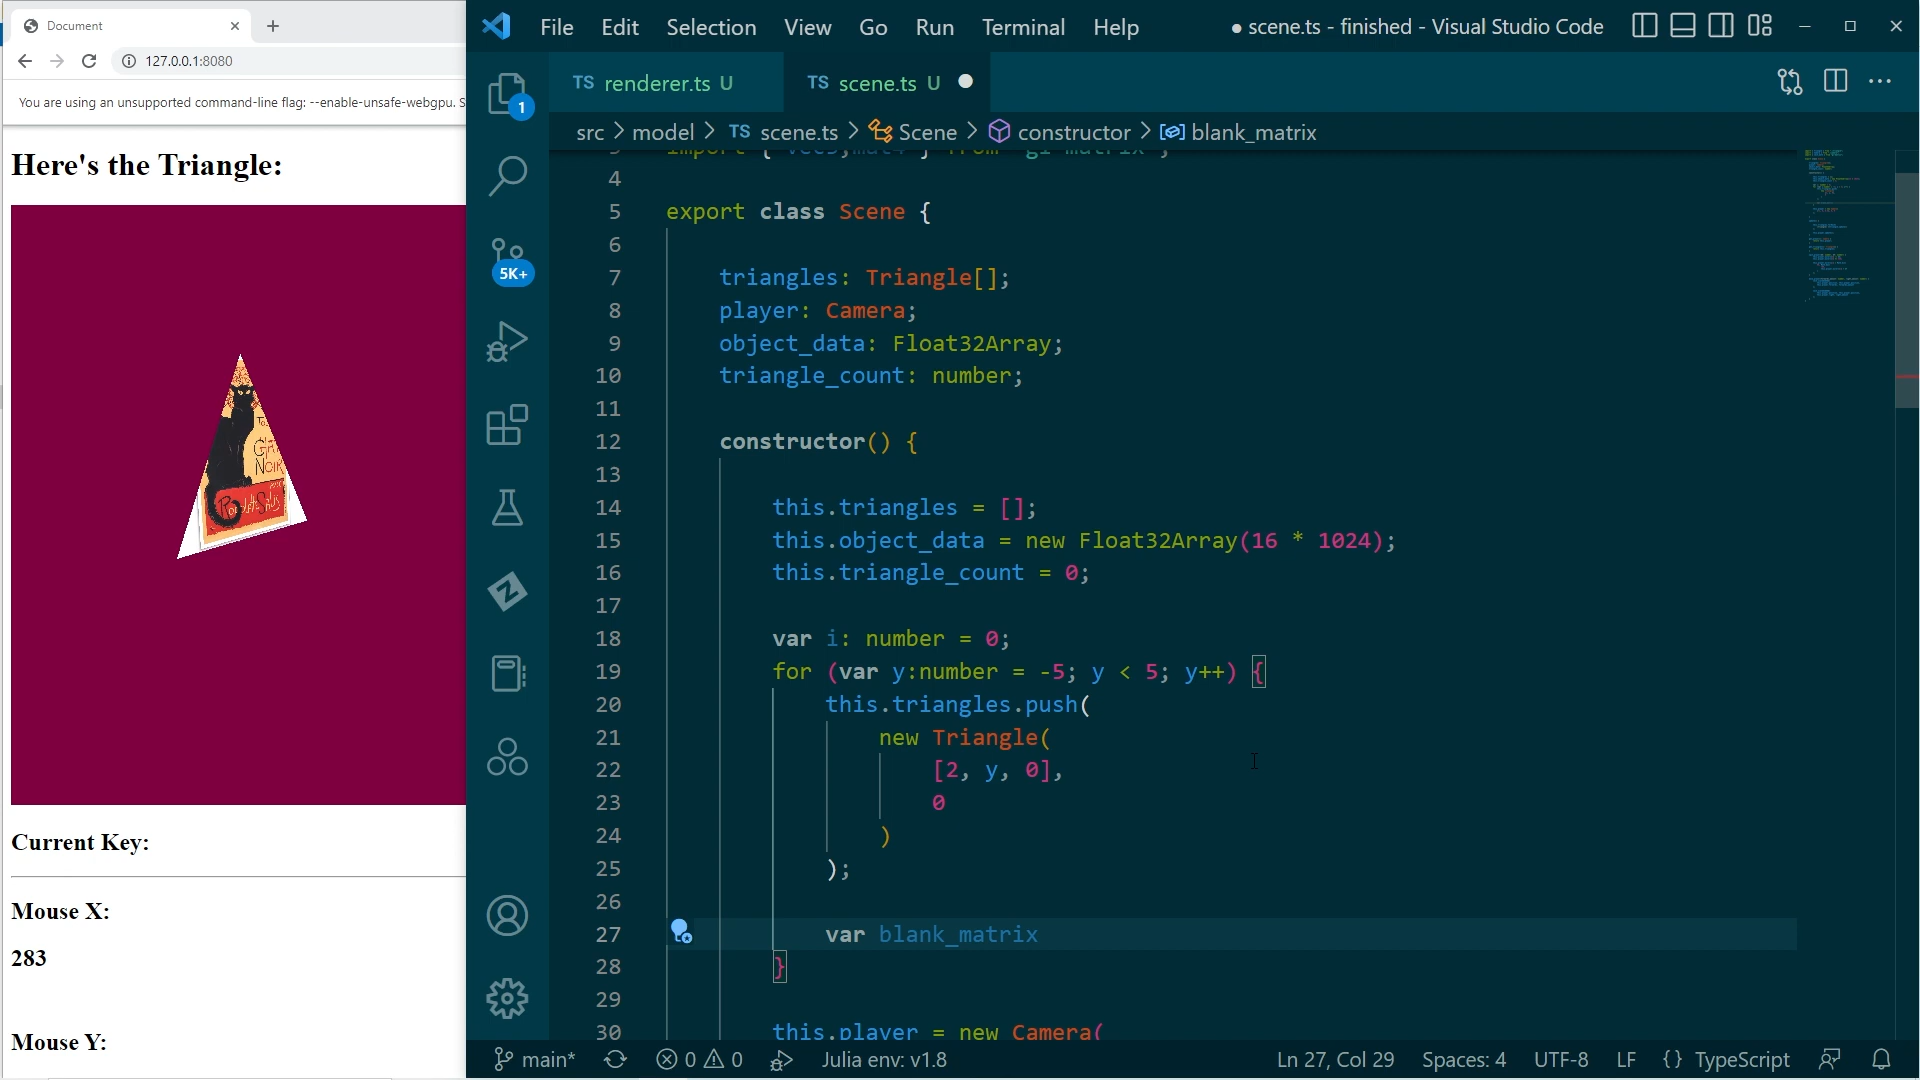 Document
127.0.0.1:8080
You are using an unsupported command-line flag: --enable-unsafe-webgpu. S
Here's the Triangle:
Current Key:
Mouse X:
283
Mouse Y:
File Edit Selection View Go Run Terminal Help
● scene.ts - finished - Visual Studio Code
TS renderer.ts U
TS scene.ts U
src > model > TS scene.ts > Scene > constructor > blank_matrix
1
5K+
4
5 export class Scene {
6
7 triangles: Triangle[];
8 player: Camera;
9 object_data: Float32Array;
10 triangle_count: number;
11
12 constructor() {
13
14 this.triangles = [];
15 this.object_data = new Float32Array(16 * 1024);
16 this.triangle_count = 0;
17
18 var i: number = 0;
19 for (var y:number = -5; y < 5; y++) {
20 this.triangles.push(
21 new Triangle(
22 [2, y, 0],
23 0
24 )
25 );
26
27 var blank_matrix
28 }
29
30 this.player = new Camera(
main* 0 0 Julia env: v1.8 Ln 27, Col 29 Spaces: 4 UTF-8 LF {} TypeScript